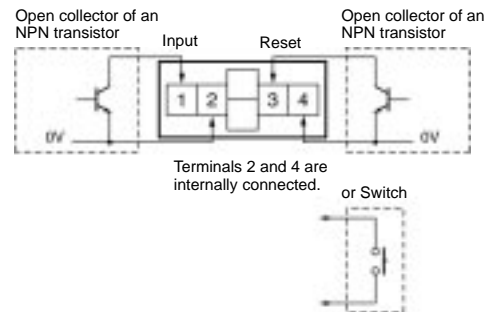 Open collector of an
NPN transistor
Open collector of an
NPN transistor
Input
Reset
1 2 3 4
0V
0V
Terminals 2 and 4 are
internally connected.
or Switch